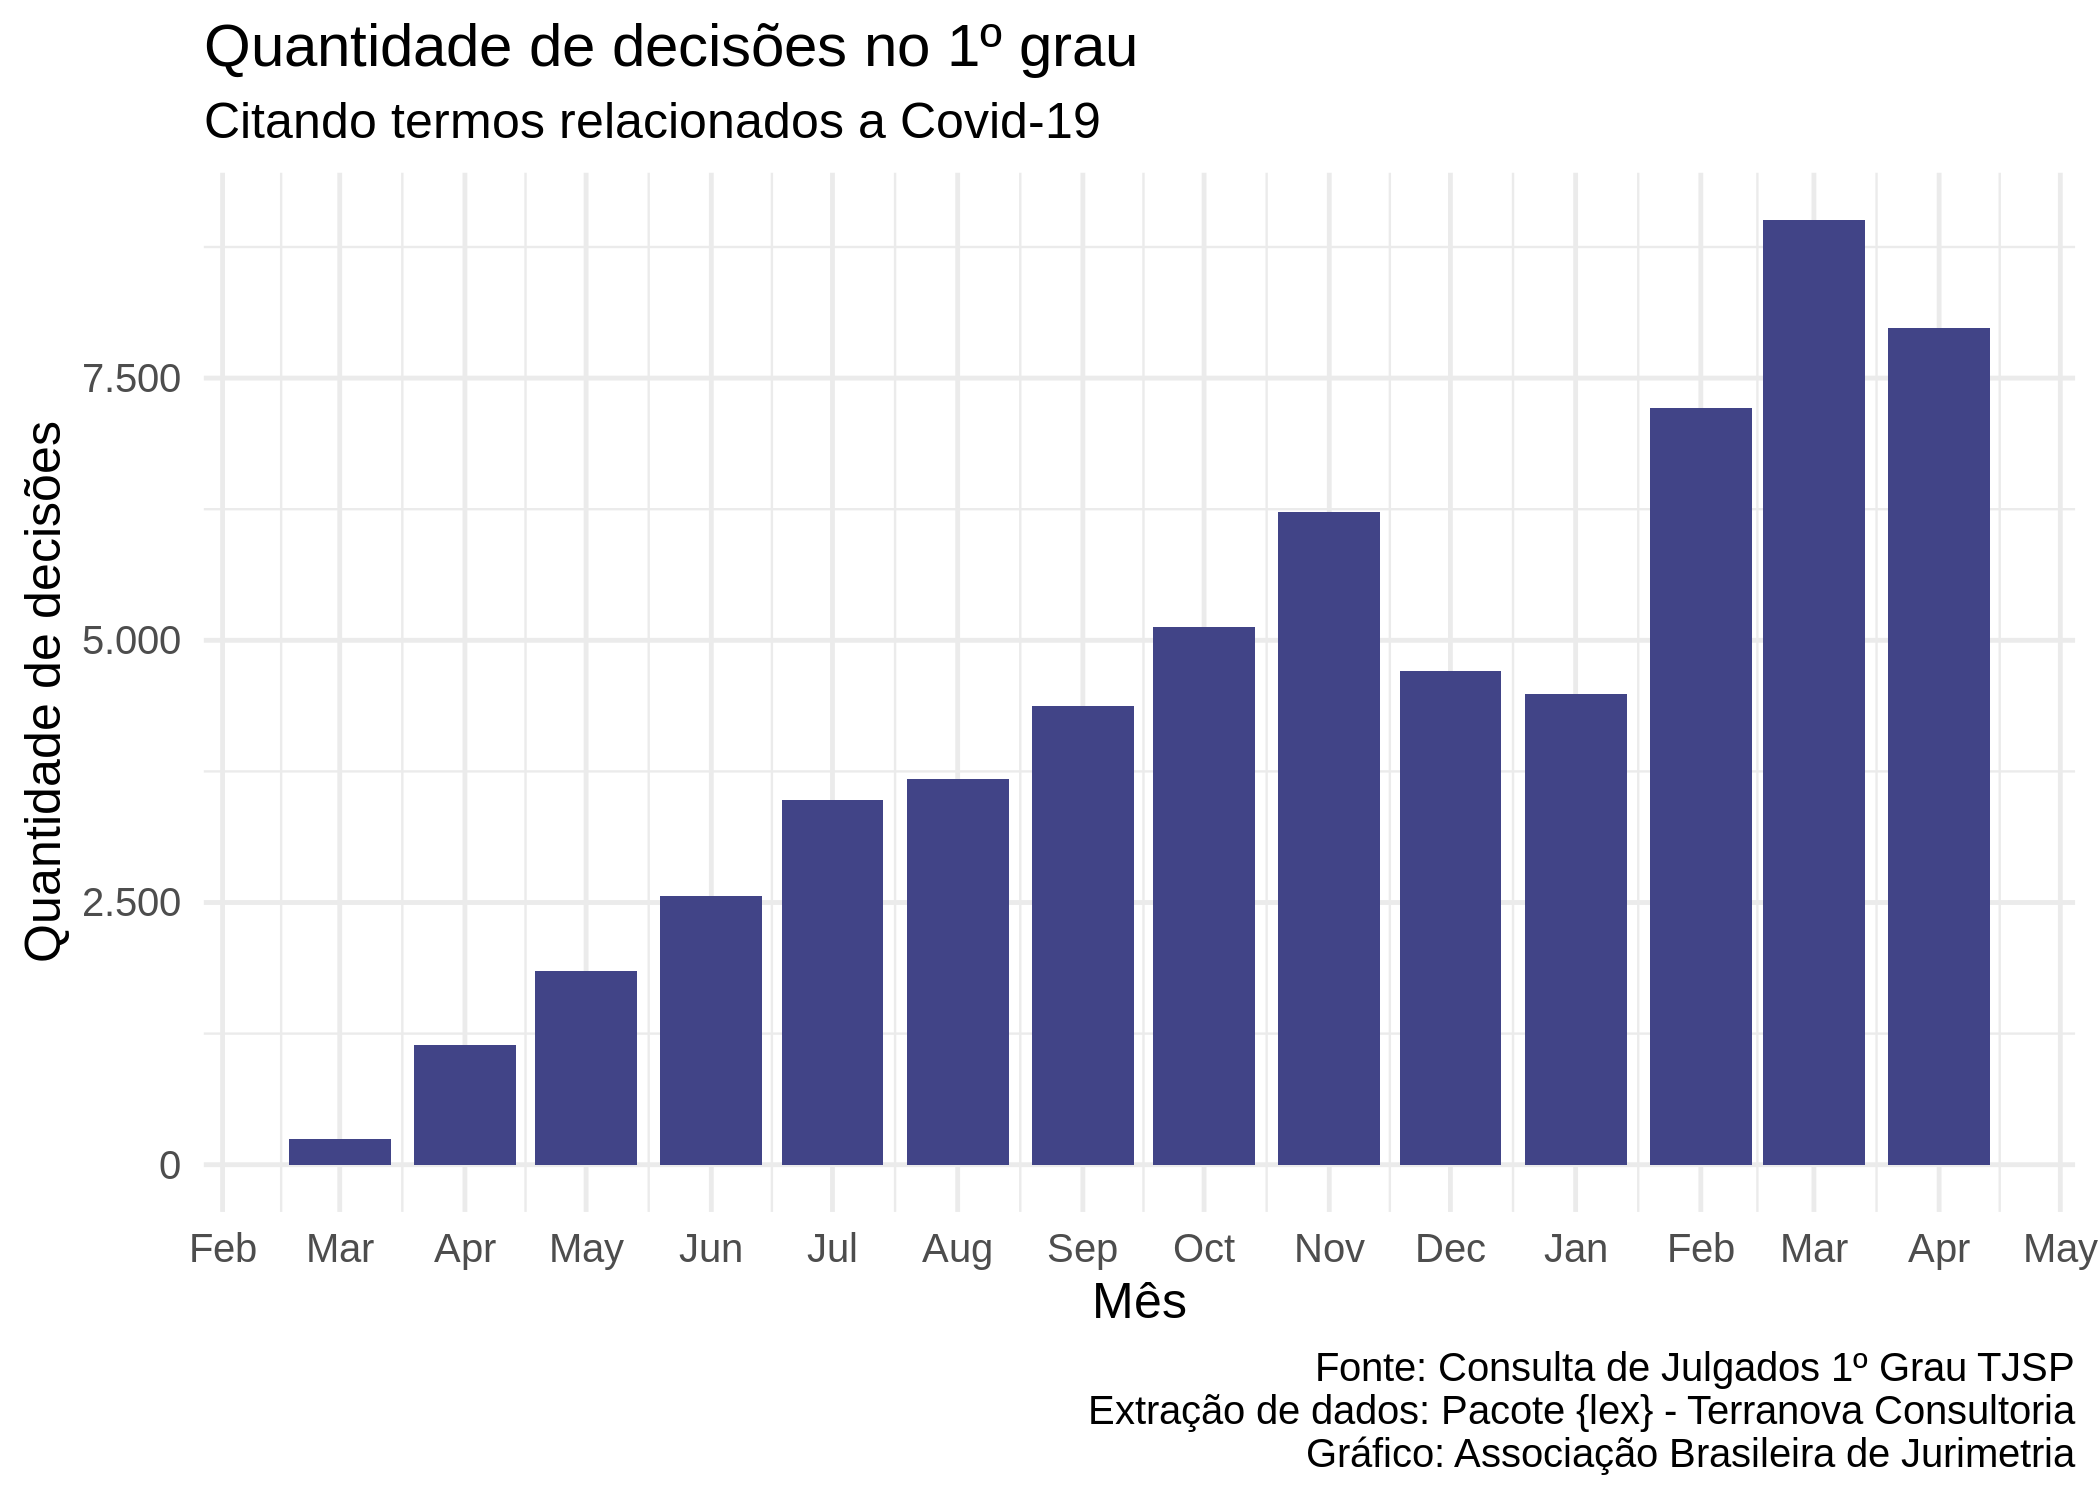 Quantidade de decisões no 1º grau
Citando termos relacionados a Covid-19
Quantidade de decisões
7.500
5.000
2.500
0
Feb Mar Apr May Jun Jul Aug Sep Oct Nov Dec Jan Feb Mar Apr May
Mês
Fonte: Consulta de Julgados 1º Grau TJSP
Extração de dados: Pacote {lex} - Terranova Consultoria
Gráfico: Associação Brasileira de Jurimetria